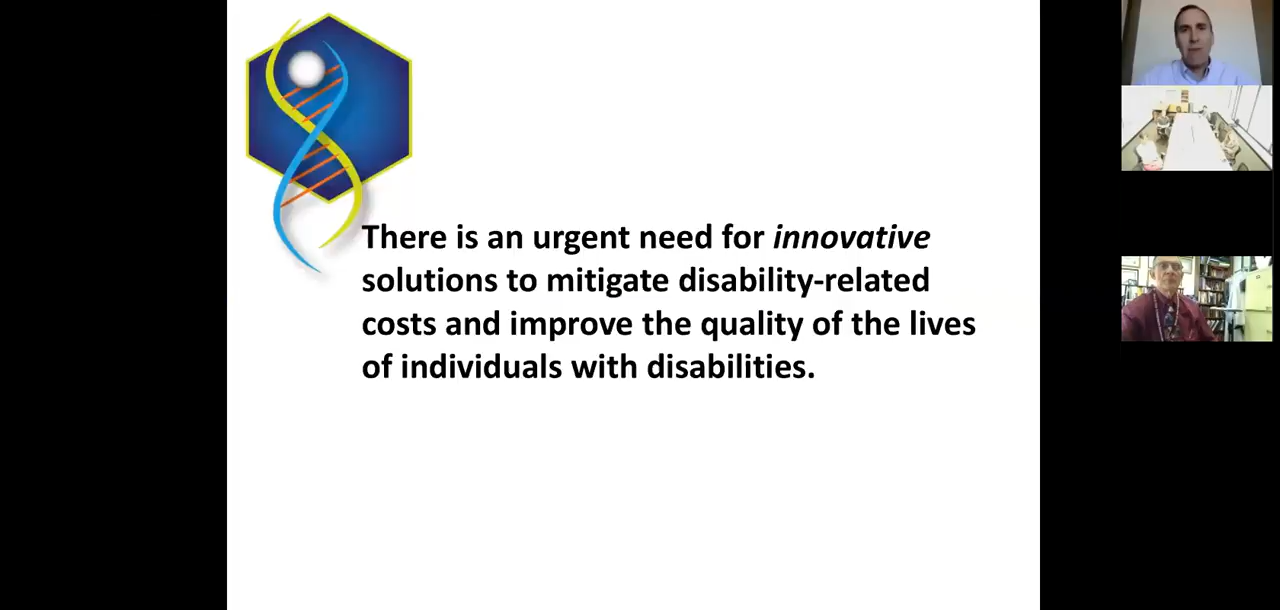 There is an urgent need for innovative
solutions to mitigate disability-related
costs and improve the quality of the lives
of individuals with disabilities.